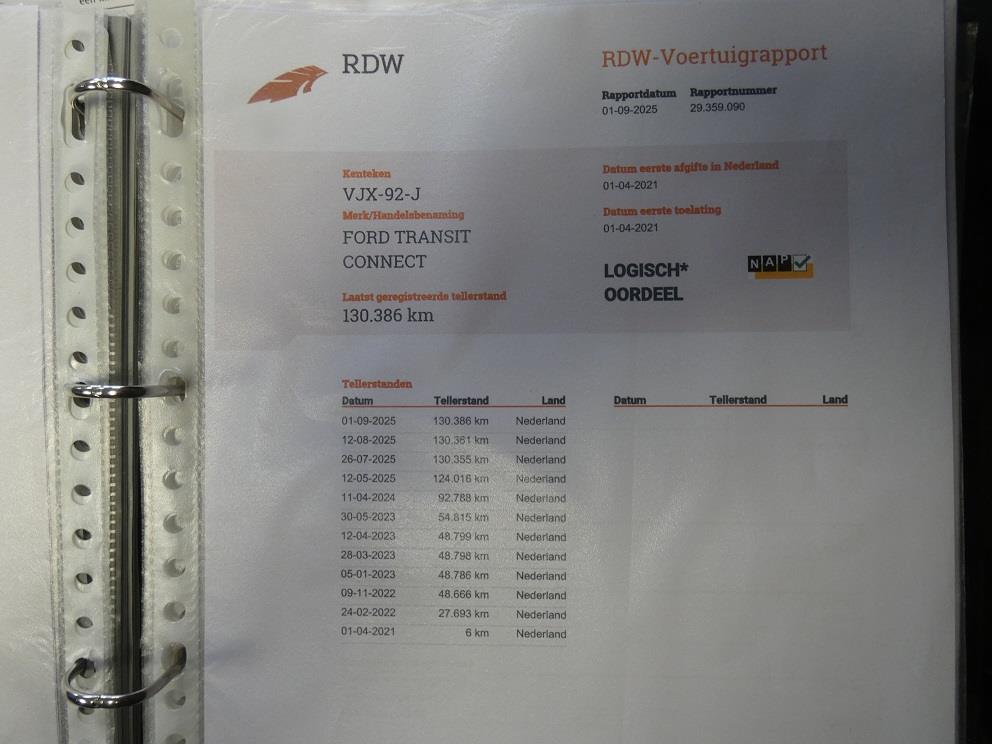 RDW
RDW-Voertuigrapport
Rapportdatum Rapportnummer
01-09-2025 29.359.090
Kenteken
VJX-92-J
Merk/Handelsbenaming
FORD TRANSIT
CONNECT
Laatst geregistreerde tellerstand
130.386 km
Datum eerste afgifte in Nederland
01-04-2021
Datum eerste toelating
01-04-2021
LOGISCH*
OORDEEL
NAP
Tellerstanden
Datum Tellerstand Land
01-09-2025 130.386 km Nederland
12-08-2025 130.361 km Nederland
26-07-2025 130.355 km Nederland
12-05-2025 124.016 km Nederland
11-04-2024 92.788 km Nederland
30-05-2023 54.815 km Nederland
12-04-2023 48.799 km Nederland
28-03-2023 48.798 km Nederland
05-01-2023 48.786 km Nederland
09-11-2022 48.666 km Nederland
24-02-2022 27.693 km Nederland
01-04-2021 6 km Nederland
Datum Tellerstand Land